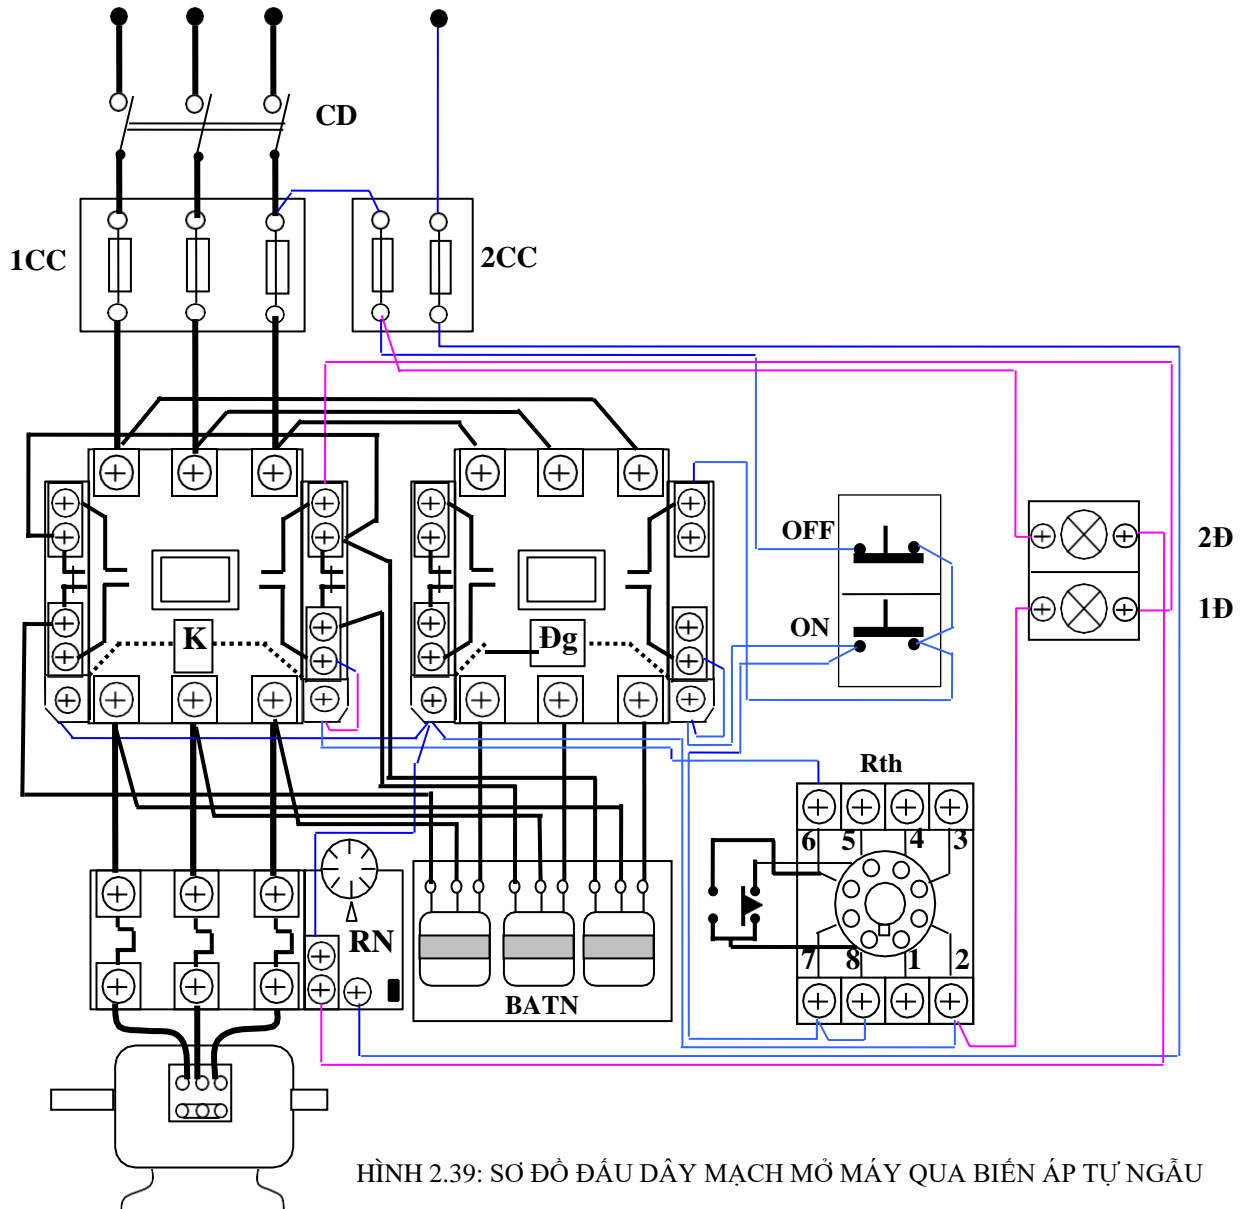 CD
1CC
2CC
OFF
2Đ
ON
1Đ
K
Đg
Rth
6 5 4 3
RN
7 8 1 2
BATN
HÌNH 2.39: SƠ ĐỒ ĐẤU DÂY MẠCH MỞ MÁY QUA BIẾN ÁP TỰ NGẪU